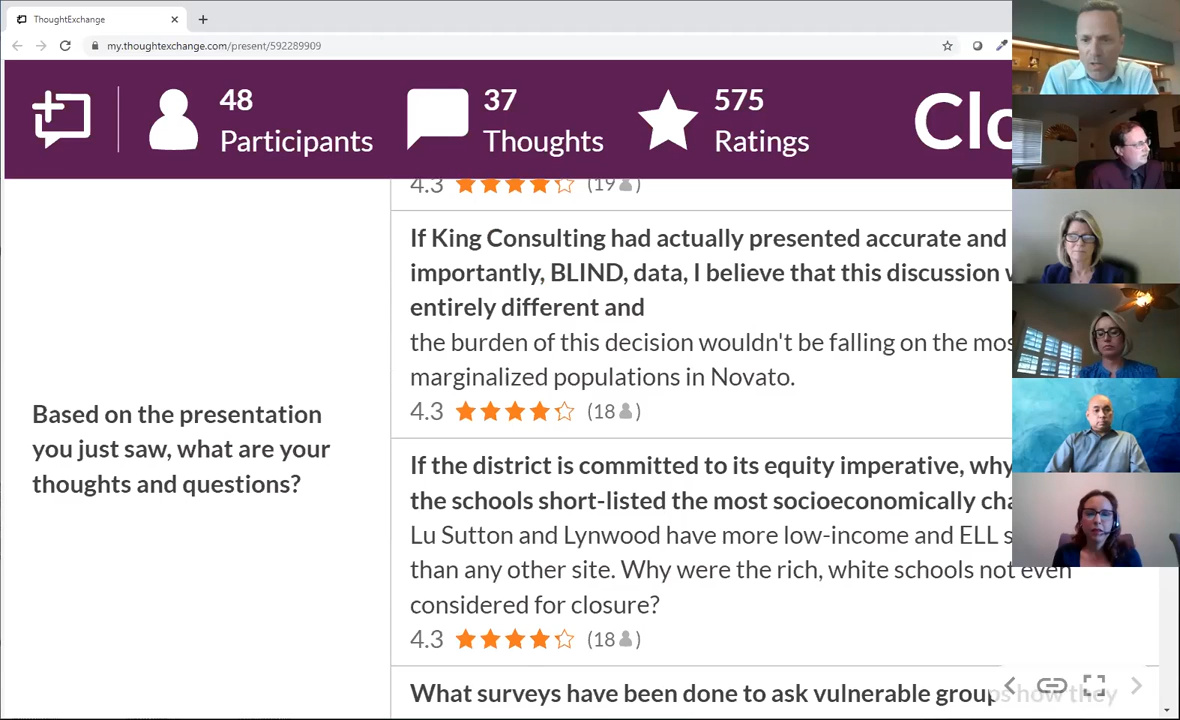 ThoughtExchange
my.thoughtexchange.com/present/592289909
48
Participants
37
Thoughts
575
Ratings
Clo
4.3 (19)
If King Consulting had actually presented accurate and
importantly, BLIND, data, I believe that this discussion
entirely different and
the burden of this decision wouldn't be falling on the mos
marginalized populations in Novato.
4.3 (18)
Based on the presentation
you just saw, what are your
thoughts and questions?
If the district is committed to its equity imperative, why
the schools short-listed the most socioeconomically cha
Lu Sutton and Lynwood have more low-income and ELL s
than any other site. Why were the rich, white schools not even
considered for closure?
4.3 (18)
What surveys have been done to ask vulnerable groups how they